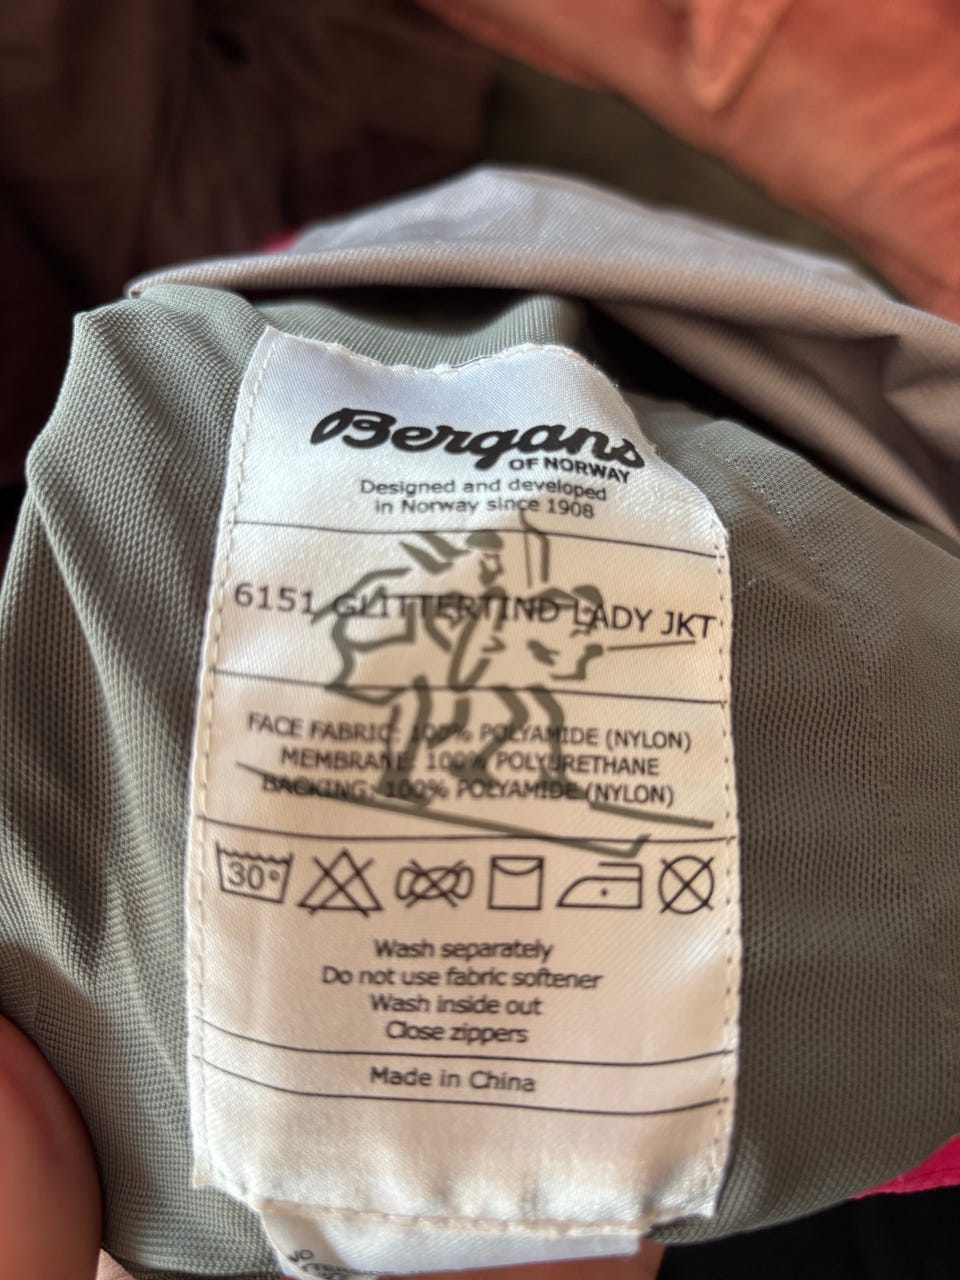 Bergans
OF NORWAY
Designed and developed
in Norway since 1908
6151 GLITTERTIND LADY JKT
FACE FABRIC: 100% POLYAMIDE (NYLON)
MEMBRANE: 100% POLYURETHANE
BACKING: 100% POLYAMIDE (NYLON)
30°
Wash separately
Do not use fabric softener
Wash inside out
Close zippers
Made in China